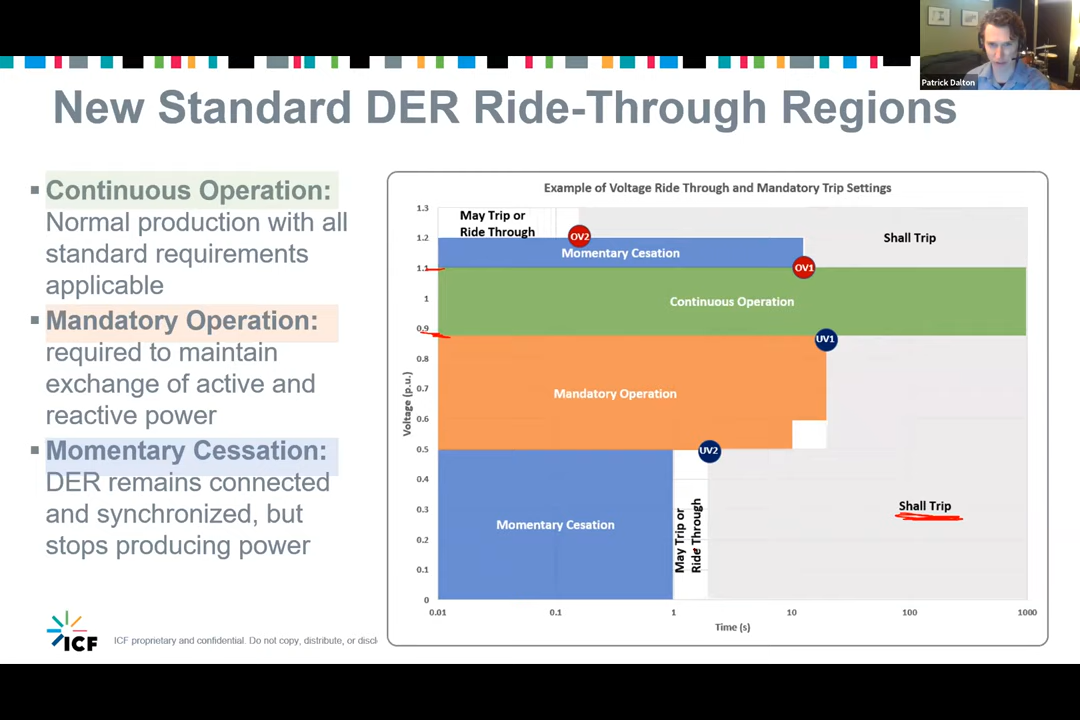 Patrick Dalton
New Standard DER Ride-Through Regions
▪ Continuous Operation:
Normal production with all
standard requirements
applicable
▪ Mandatory Operation:
required to maintain
exchange of active and
reactive power
▪ Momentary Cessation:
DER remains connected
and synchronized, but
stops producing power
Example of Voltage Ride Through and Mandatory Trip Settings
Voltage (p.u.)
1.3
1.2
1.1
1
0.9
0.8
0.7
0.6
0.5
0.4
0.3
0.2
0.1
0
May Trip or
Ride Through
OV2
Shall Trip
Momentary Cesation
OV1
Continuous Operation
UV1
Mandatory Operation
UV2
Momentary Cesation
May Trip or
Ride Through
Shall Trip
0.01
0.1
1
10
100
1000
Time (s)
ICF
ICF proprietary and confidential. Do not copy, distribute, or discl